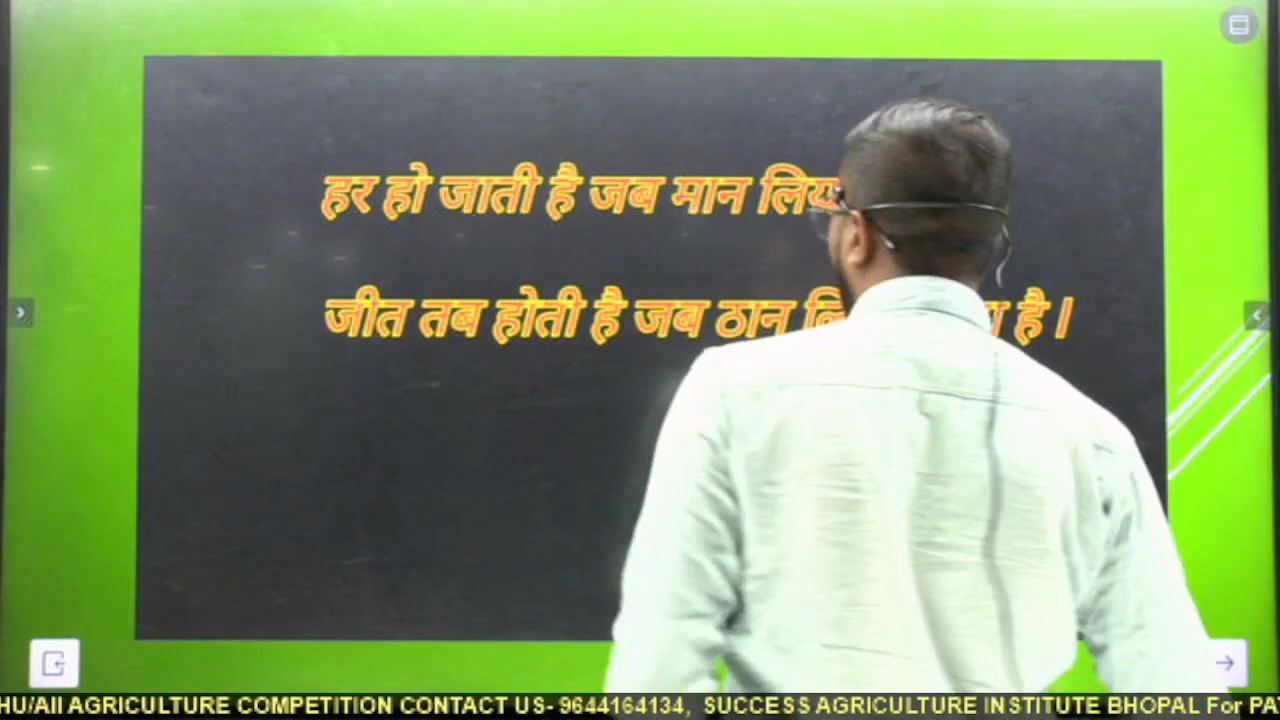 हर हो जाती है जब मान
जीत तब होती है जब ठान है।
HU/All AGRICULTURE COMPETITION CONTACT US- 9644164134, SUCCESS AGRICULTURE INSTITUTE BHOPAL For PA